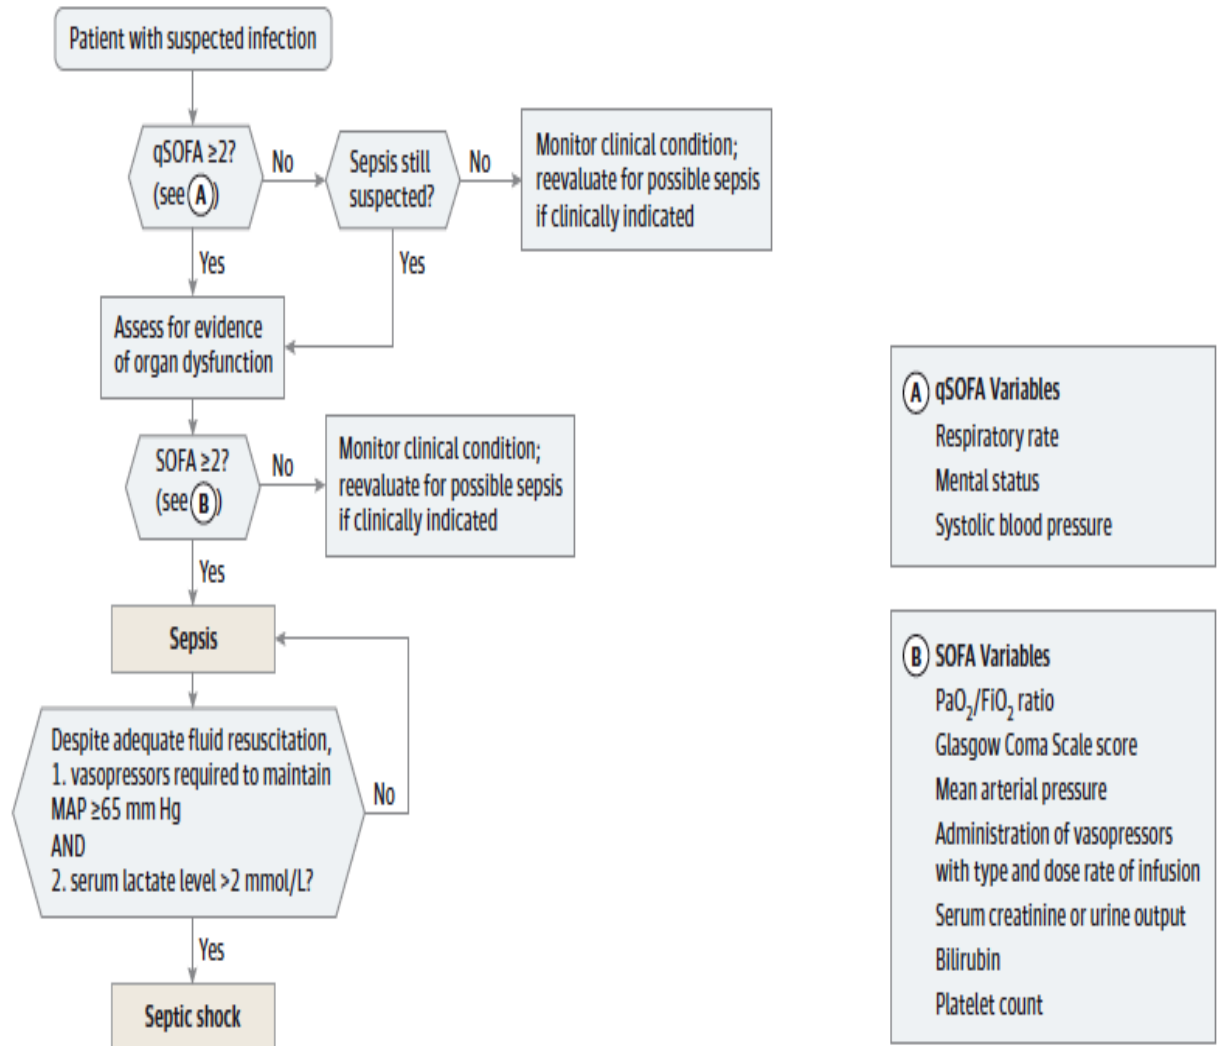 Patient with suspected infection
qSOFA ≥2?
(see A)
No
Sepsis still
suspected?
No
Monitor clinical condition;
reevaluate for possible sepsis
if clinically indicated
Yes
Yes
Assess for evidence
of organ dysfunction
SOFA ≥2?
(see B)
No
Monitor clinical condition;
reevaluate for possible sepsis
if clinically indicated
Yes
Sepsis
Despite adequate fluid resuscitation,
1. vasopressors required to maintain
MAP ≥65 mm Hg
AND
2. serum lactate level >2 mmol/L?
No
Yes
Septic shock
A qSOFA Variables
Respiratory rate
Mental status
Systolic blood pressure
B SOFA Variables
PaO₂/FiO₂ ratio
Glasgow Coma Scale score
Mean arterial pressure
Administration of vasopressors
with type and dose rate of infusion
Serum creatinine or urine output
Bilirubin
Platelet count